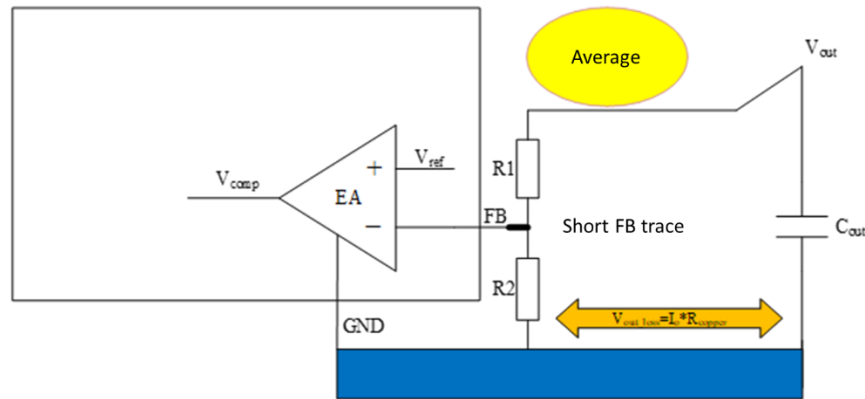 Average
Vout
Vref
R1
Vcomp
EA
FB
Short FB trace
Cout
R2
Vout loss=Io*Rcopper
GND